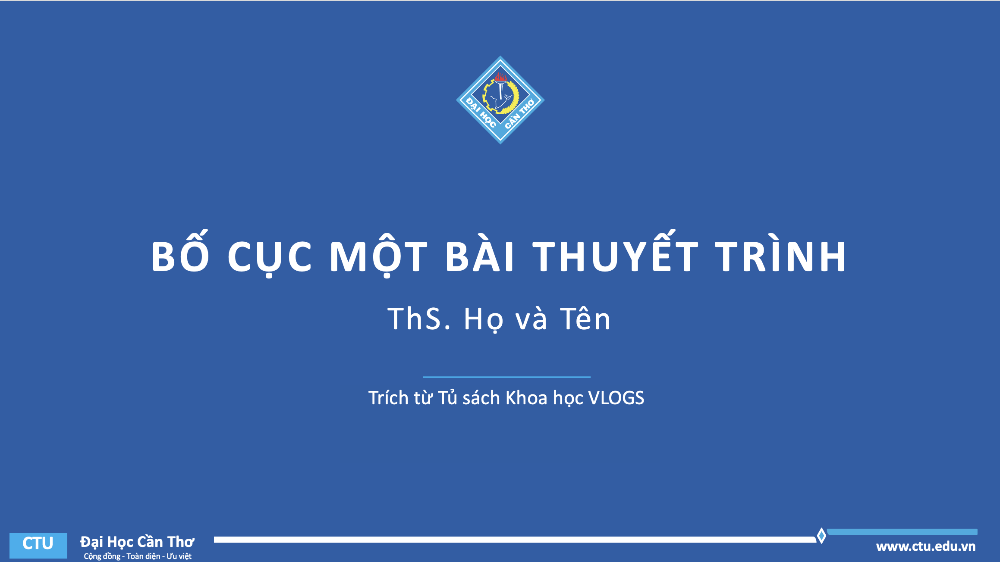 ĐẠI HỌC CẦN THƠ
BỐ CỤC MỘT BÀI THUYẾT TRÌNH
ThS. Họ và Tên
Trích từ Tủ sách Khoa học VLOGS
CTU
Đại Học Cần Thơ
Cộng đồng - Toàn diện - Ưu việt
www.ctu.edu.vn